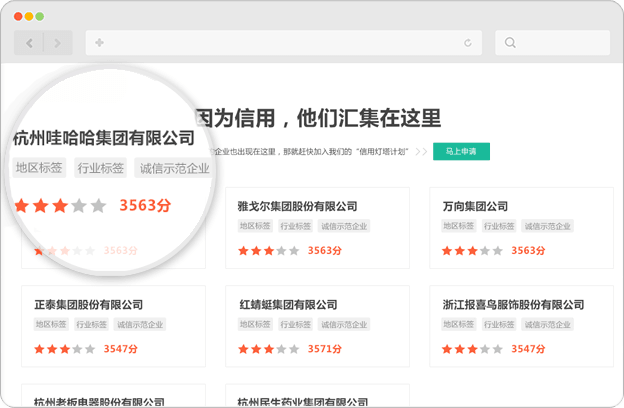 因为信用，他们汇集在这里
企业也出现在这里，那就赶快加入我们的“信用灯塔计划” 马上申请
杭州哇哈哈集团有限公司
地区标签 行业标签 诚信示范企业
3563分
3563分
雅戈尔集团股份有限公司
地区标签 行业标签 诚信示范企业
3563分
万向集团公司
地区标签 行业标签 诚信示范企业
3563分
正泰集团股份有限公司
地区标签 行业标签 诚信示范企业
3547分
红蜻蜓集团有限公司
地区标签 行业标签 诚信示范企业
3571分
浙江报喜鸟服饰股份有限公司
地区标签 行业标签 诚信示范企业
3547分
杭州老板电器股份有限公司
杭州民生药业集团有限公司